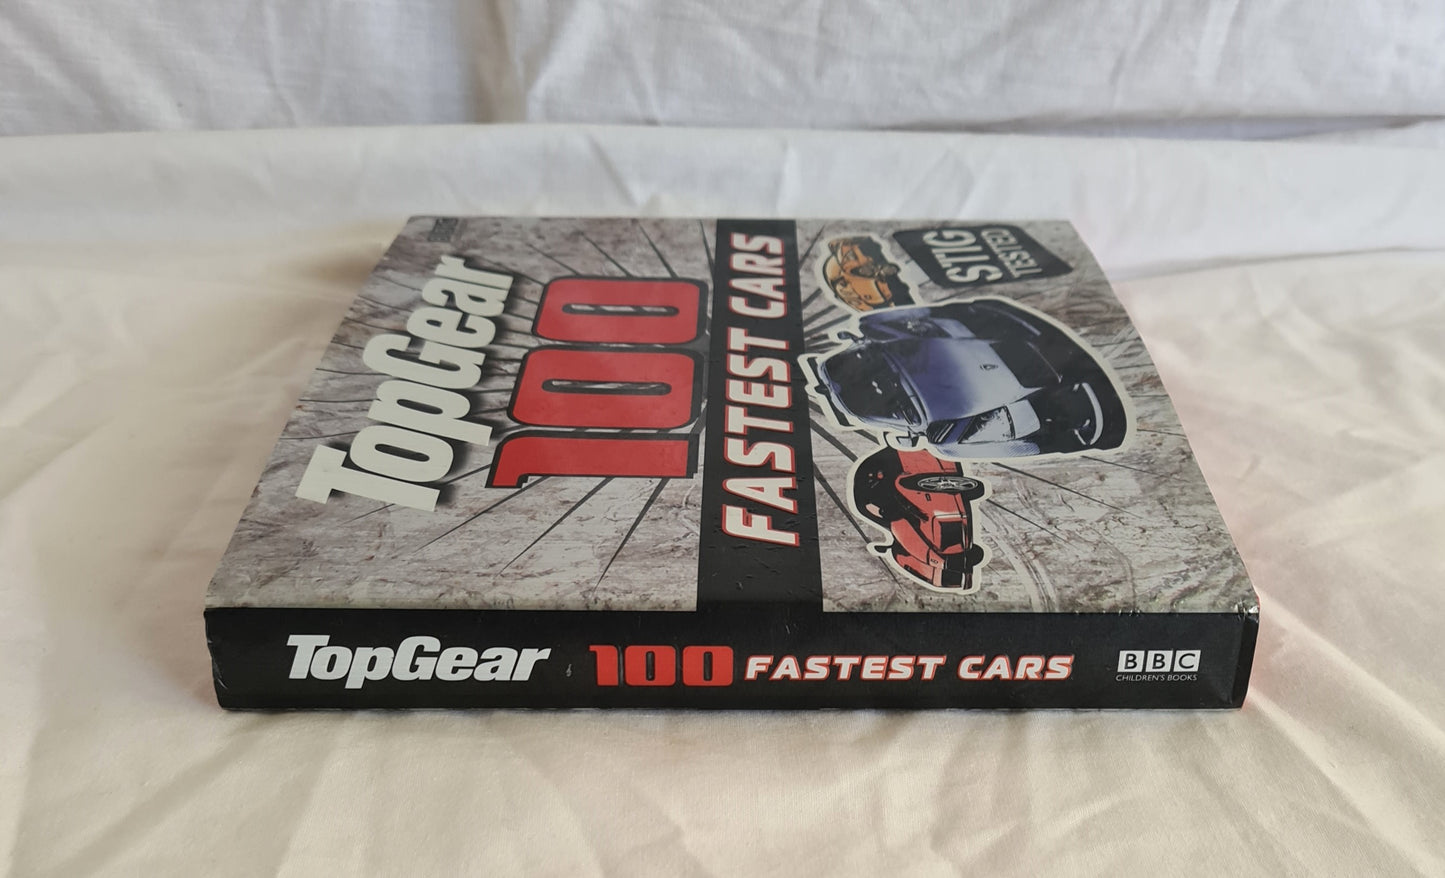 TopGear
100
FASTEST CARS
STIG
TESTED
TopGear 100 FASTEST CARS
BBC
CHILDREN'S BOOKS